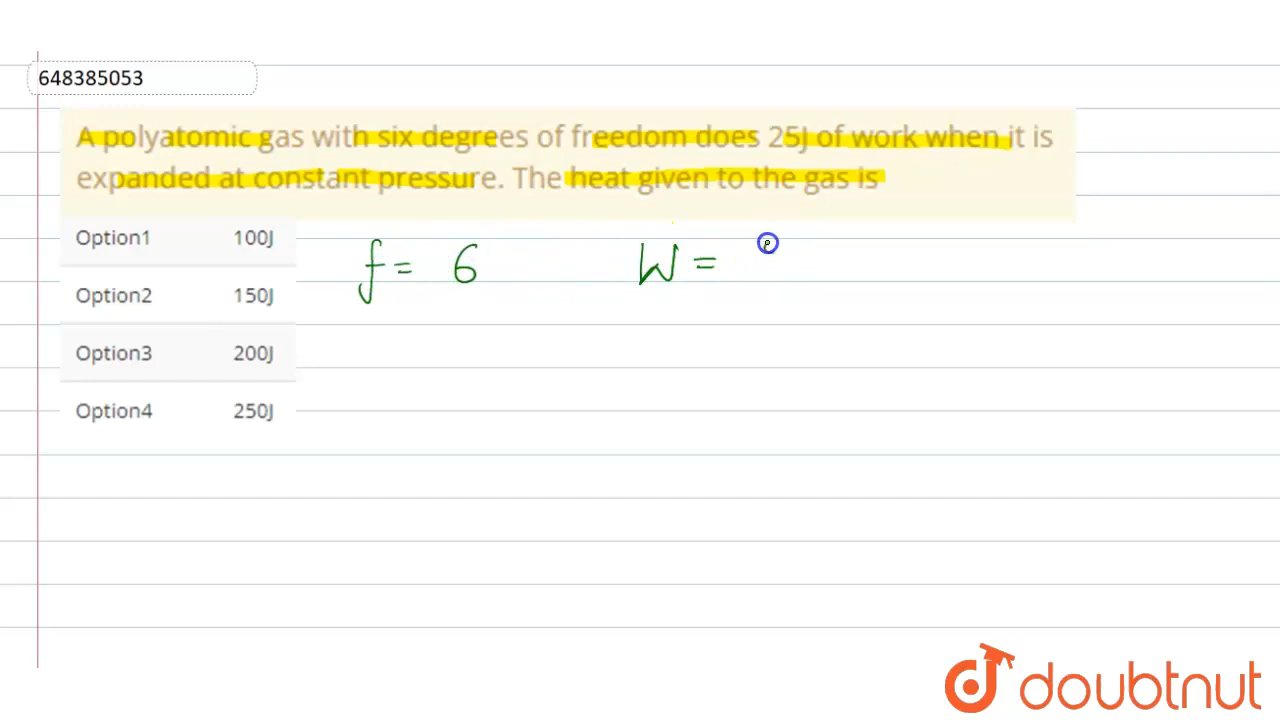 648385053
A polyatomic gas with six degrees of freedom does 25J of work when it is
expanded at constant pressure. The heat given to the gas is
Option1 100J
f = 6 W =
Option2 150J
Option3 200J
Option4 250J
doubtnut